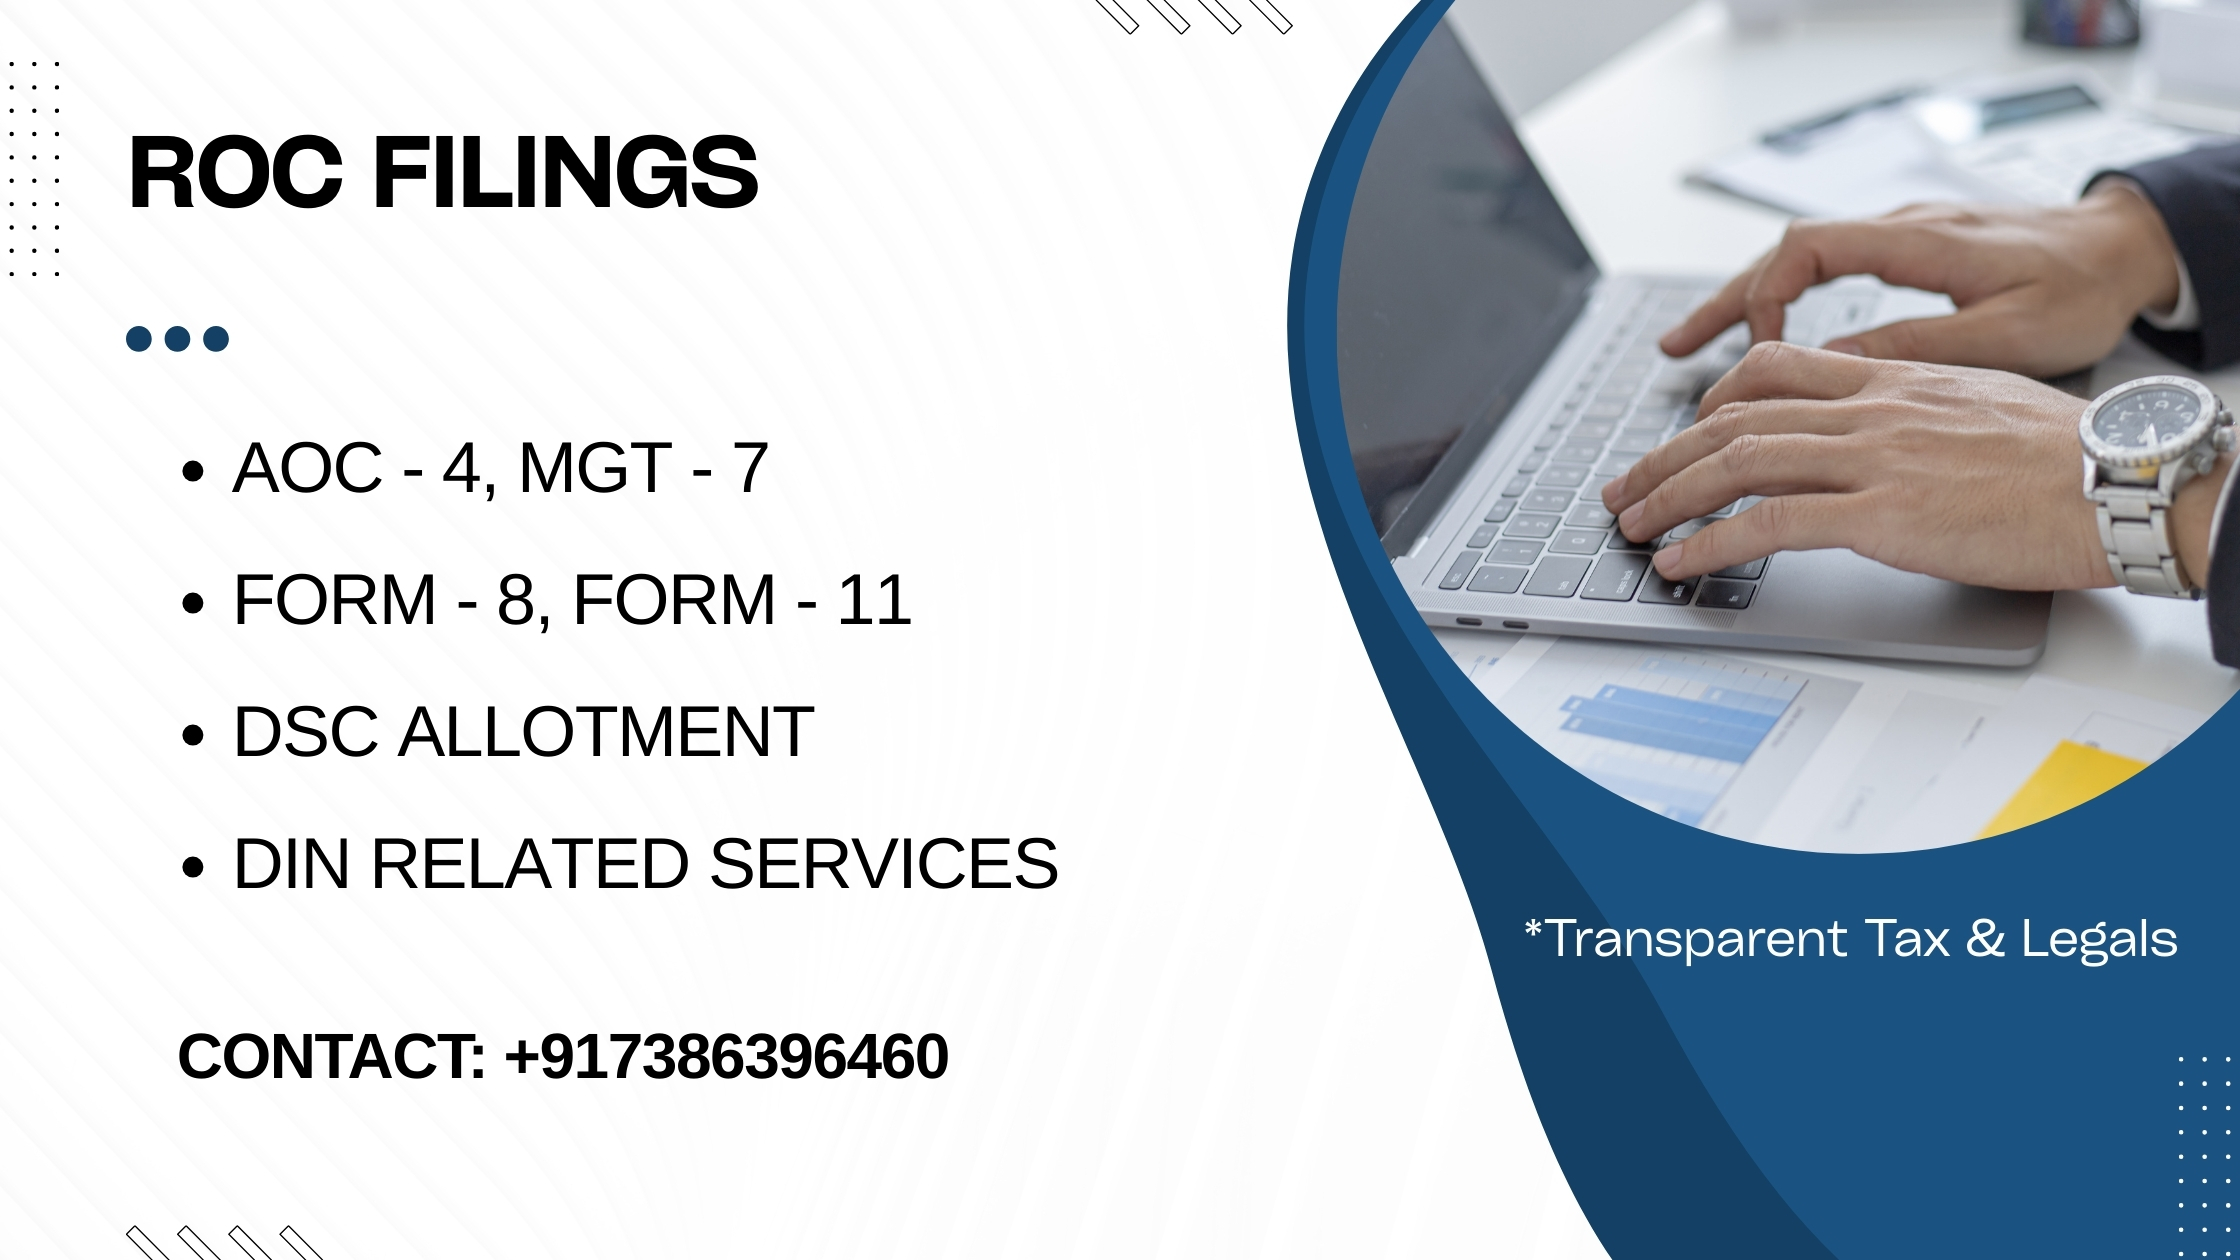 ROC FILINGS
• AOC - 4, MGT - 7
• FORM - 8, FORM - 11
• DSC ALLOTMENT
• DIN RELATED SERVICES
CONTACT: +917386396460
*Transparent Tax & Legals